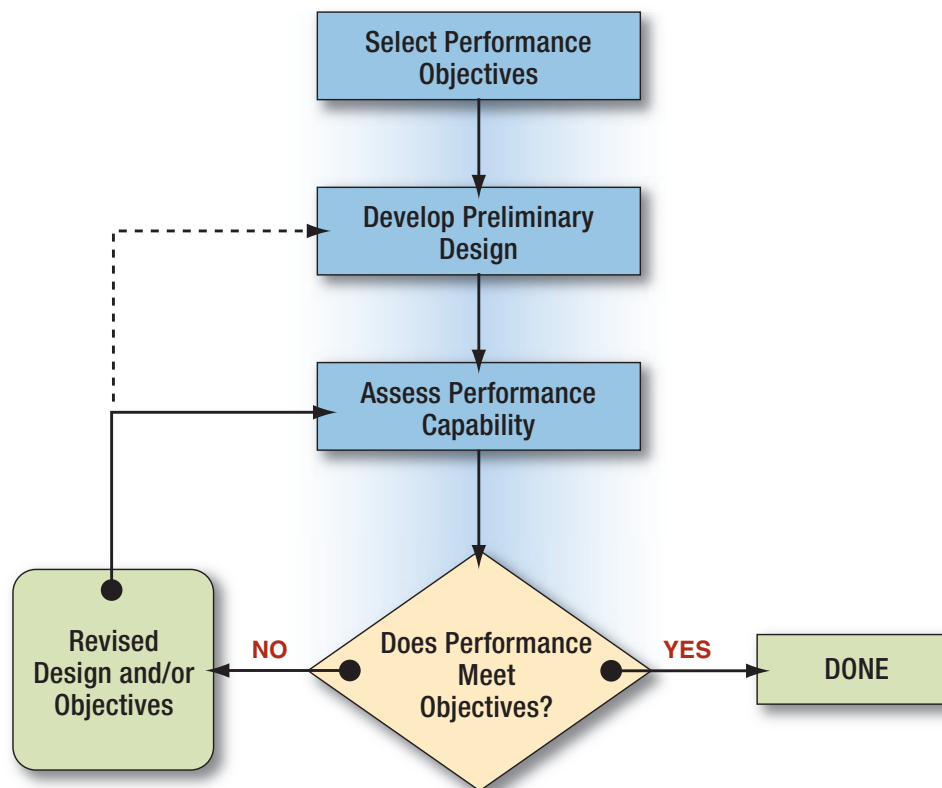 Select Performance
Objectives
Develop Preliminary
Design
Assess Performance
Capability
Does Performance
Meet
Objectives?
NO
YES
Revised
Design and/or
Objectives
DONE